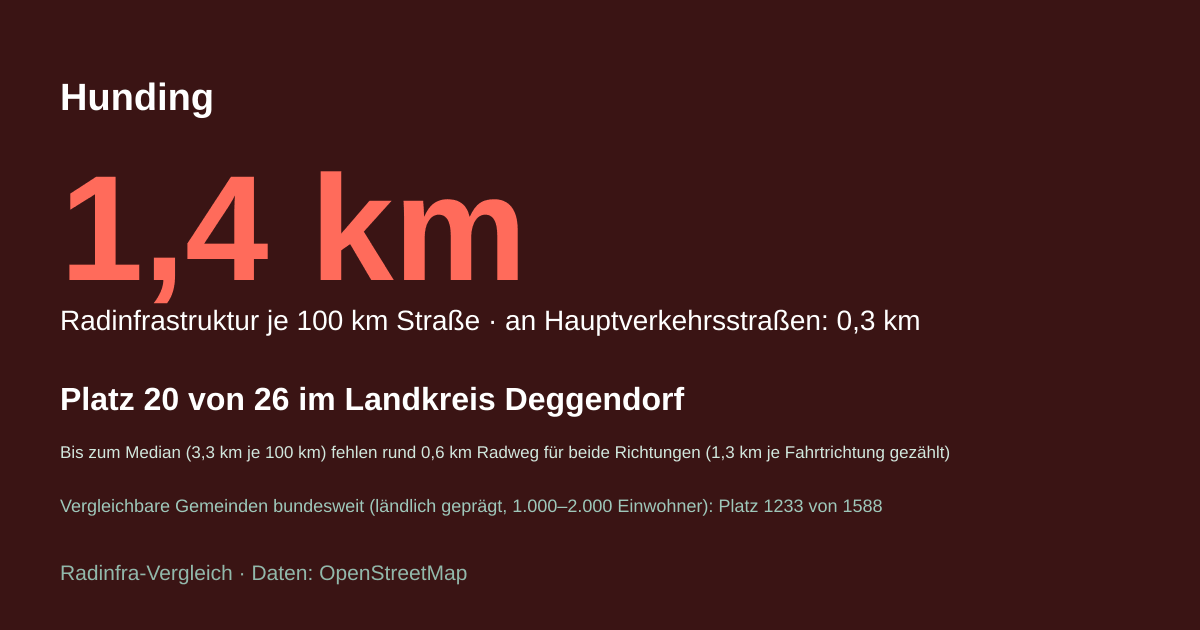 Hunding
1,4 km
Radinfrastruktur je 100 km Straße · an Hauptverkehrsstraßen: 0,3 km
Platz 20 von 26 im Landkreis Deggendorf
Bis zum Median (3,3 km je 100 km) fehlen rund 0,6 km Radweg für beide Richtungen (1,3 km je Fahrtrichtung gezählt)
Vergleichbare Gemeinden bundesweit (ländlich geprägt, 1.000–2.000 Einwohner): Platz 1233 von 1588
Radinfra-Vergleich · Daten: OpenStreetMap